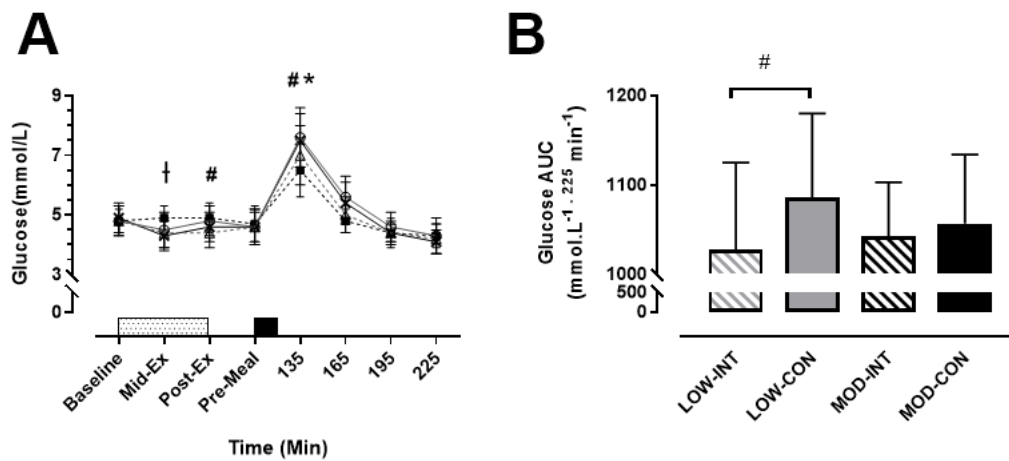 A
Glucose(mmol/L)
9
7
5
3
0
†
#
# *
Baseline
Mid-Ex
Post-Ex
Pre-Meal
135
165
195
225
Time (Min)
B
Glucose AUC
(mmol.L⁻¹ . ²²⁵ min⁻¹)
1200
1100
1000
500
0
#
LOW-INT
LOW-CON
MOD-INT
MOD-CON